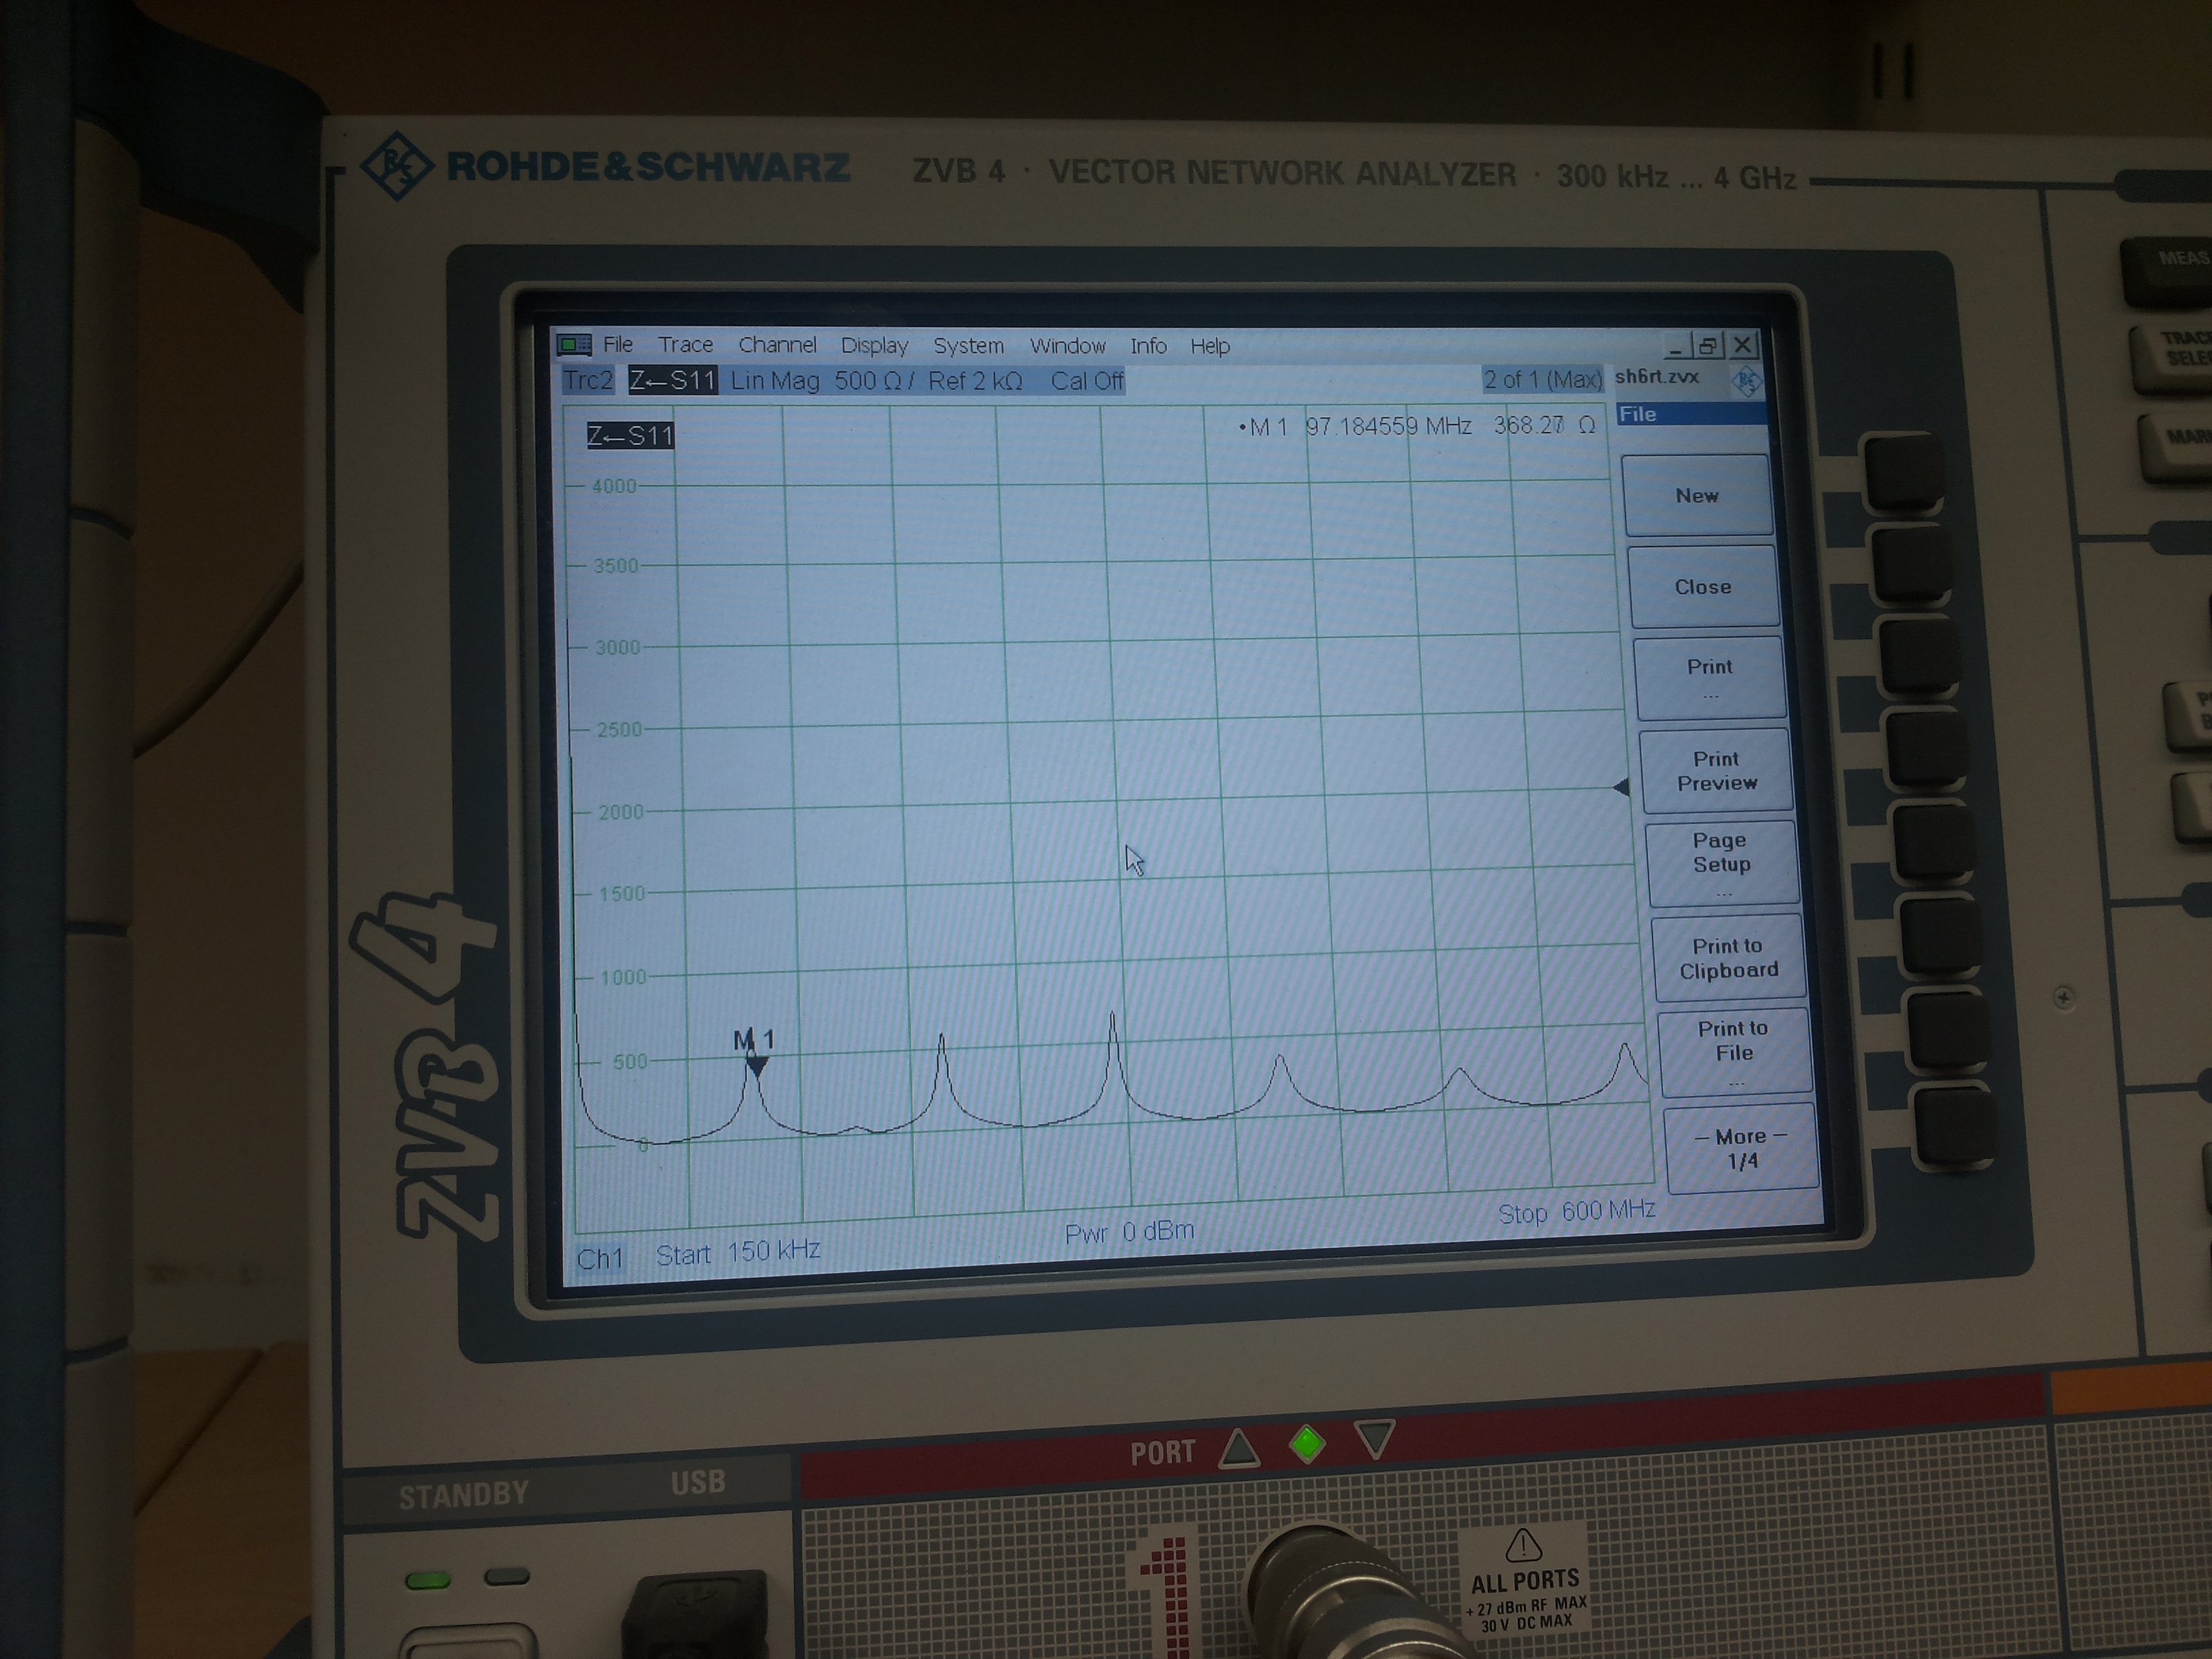 ROHDE&SCHWARZ ZVB 4 · VECTOR NETWORK ANALYZER · 300 kHz ... 4 GHz
MEAS
File Trace Channel Display System Window Info Help
Trc2 Z←S11 Lin Mag 500 Ω/ Ref 2 kΩ Cal Off 2 of 1 (Max) sh6rt.zvx
File
Z←S11 •M 1 97.184559 MHz 368.27 Ω
4000
3500
3000
2500
2000
1500
1000
500
0
M 1
New
Close
Print
...
Print
Preview
Page
Setup
...
Print to
Clipboard
Print to
File
...
— More —
1/4
Ch1 Start 150 kHz Pwr 0 dBm Stop 600 MHz
ZVB 4
PORT
STANDBY USB
1
ALL PORTS
+ 27 dBm RF MAX
30 V DC MAX